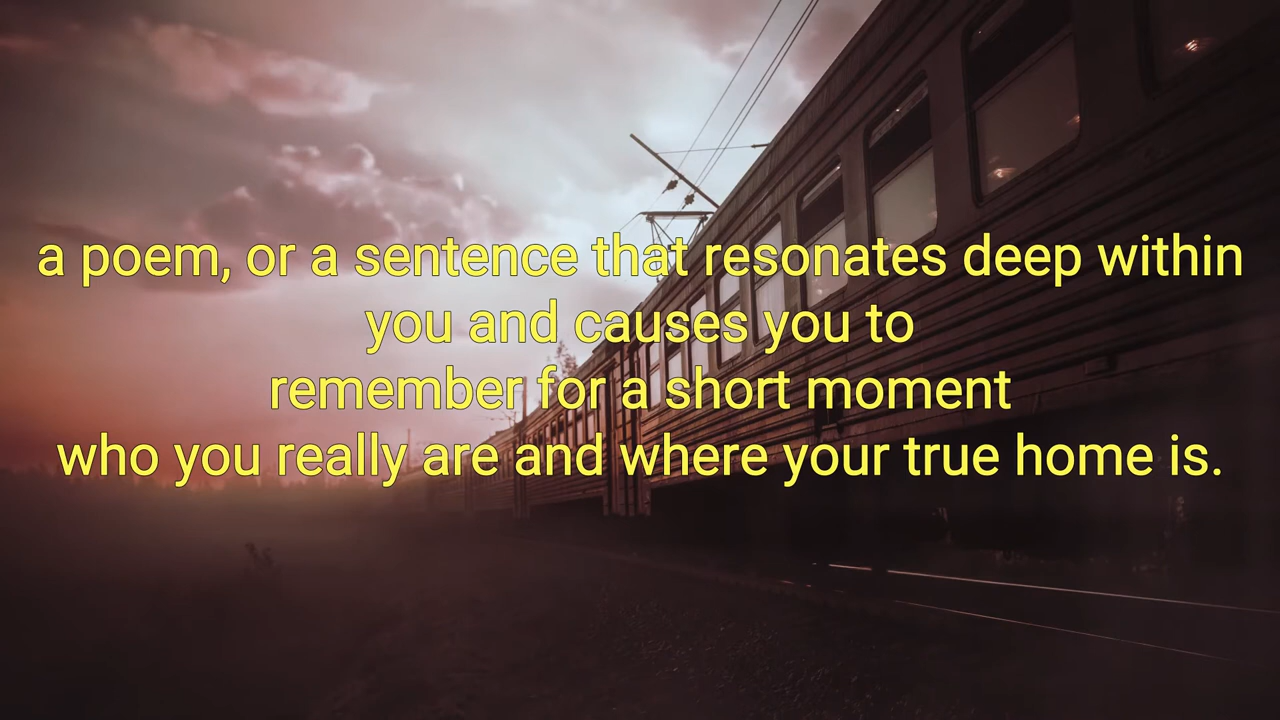 a poem, or a sentence that resonates deep within
you and causes you to
remember for a short moment
who you really are and where your true home is.